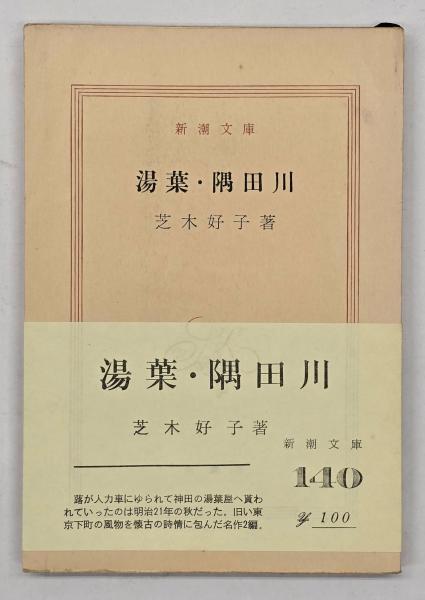 新潮文庫
湯葉・隅田川
芝木好子著
湯葉・隅田川
芝木好子著
新潮文庫
140
¥ 100
蕗が人力車にゆられて神田の湯葉屋へ貰わ
れていったのは明治21年の秋だった。旧い東
京下町の風物を懐古の詩情に包んだ名作2編。